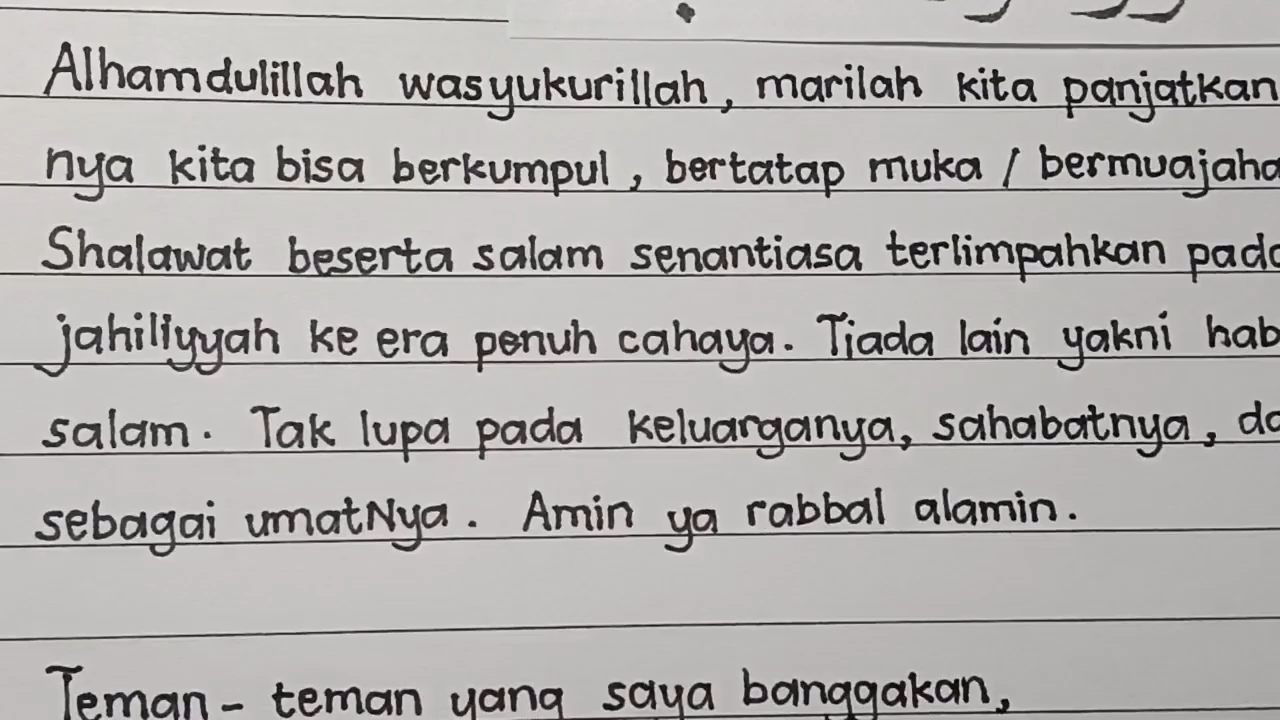 Alhamdulillah wasyukurillah, marilah kita panjatkan
nya kita bisa berkumpul, bertatap muka / bermuajaha
Shalawat beserta salam senantiasa terlimpahkan pada
jahiliyyah ke era penuh cahaya. Tiada lain yakni hab
salam. Tak lupa pada keluarganya, sahabatnya, da
sebagai umatNya. Amin ya rabbal alamin.
Teman - teman yang saya banggakan,